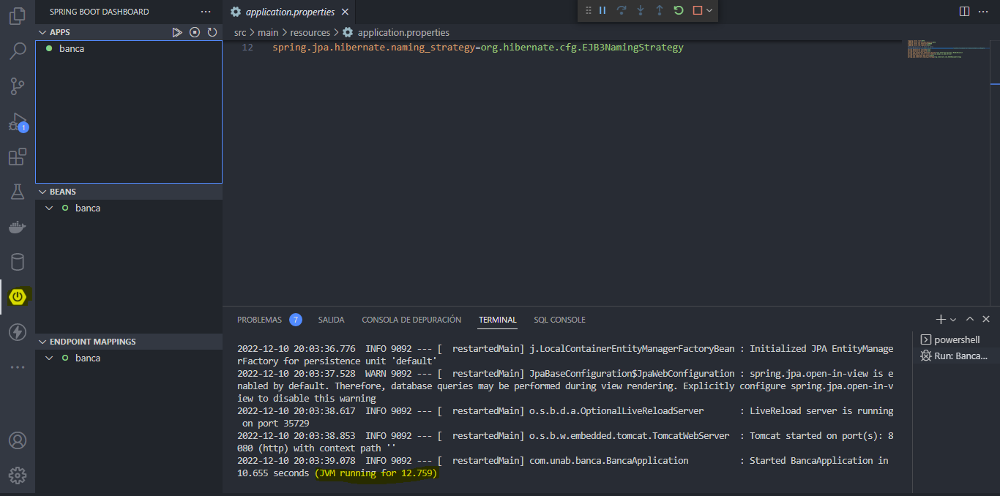 SPRING BOOT DASHBOARD
APPS
banca
BEANS
banca
ENDPOINT MAPPINGS
banca
1
application.properties
src > main > resources > application.properties
12 spring.jpa.hibernate.naming_strategy=org.hibernate.cfg.EJB3NamingStrategy
PROBLEMAS 7 SALIDA CONSOLA DE DEPURACIÓN TERMINAL SQL CONSOLE
2022-12-10 20:03:36.776  INFO 9092 --- [  restartedMain] j.LocalContainerEntityManagerFactoryBean : Initialized JPA EntityManage
rFactory for persistence unit 'default'
2022-12-10 20:03:37.528  WARN 9092 --- [  restartedMain] JpaBaseConfiguration$JpaWebConfiguration : spring.jpa.open-in-view is e
nabled by default. Therefore, database queries may be performed during view rendering. Explicitly configure spring.jpa.open-in-v
iew to disable this warning
2022-12-10 20:03:38.617  INFO 9092 --- [  restartedMain] o.s.b.d.a.OptionalLiveReloadServer       : LiveReload server is running
 on port 35729
2022-12-10 20:03:38.853  INFO 9092 --- [  restartedMain] o.s.b.w.embedded.tomcat.TomcatWebServer  : Tomcat started on port(s): 8
080 (http) with context path ''
2022-12-10 20:03:39.078  INFO 9092 --- [  restartedMain] com.unab.banca.BancaApplication          : Started BancaApplication in
10.655 seconds (JVM running for 12.759)
powershell
Run: Banca...